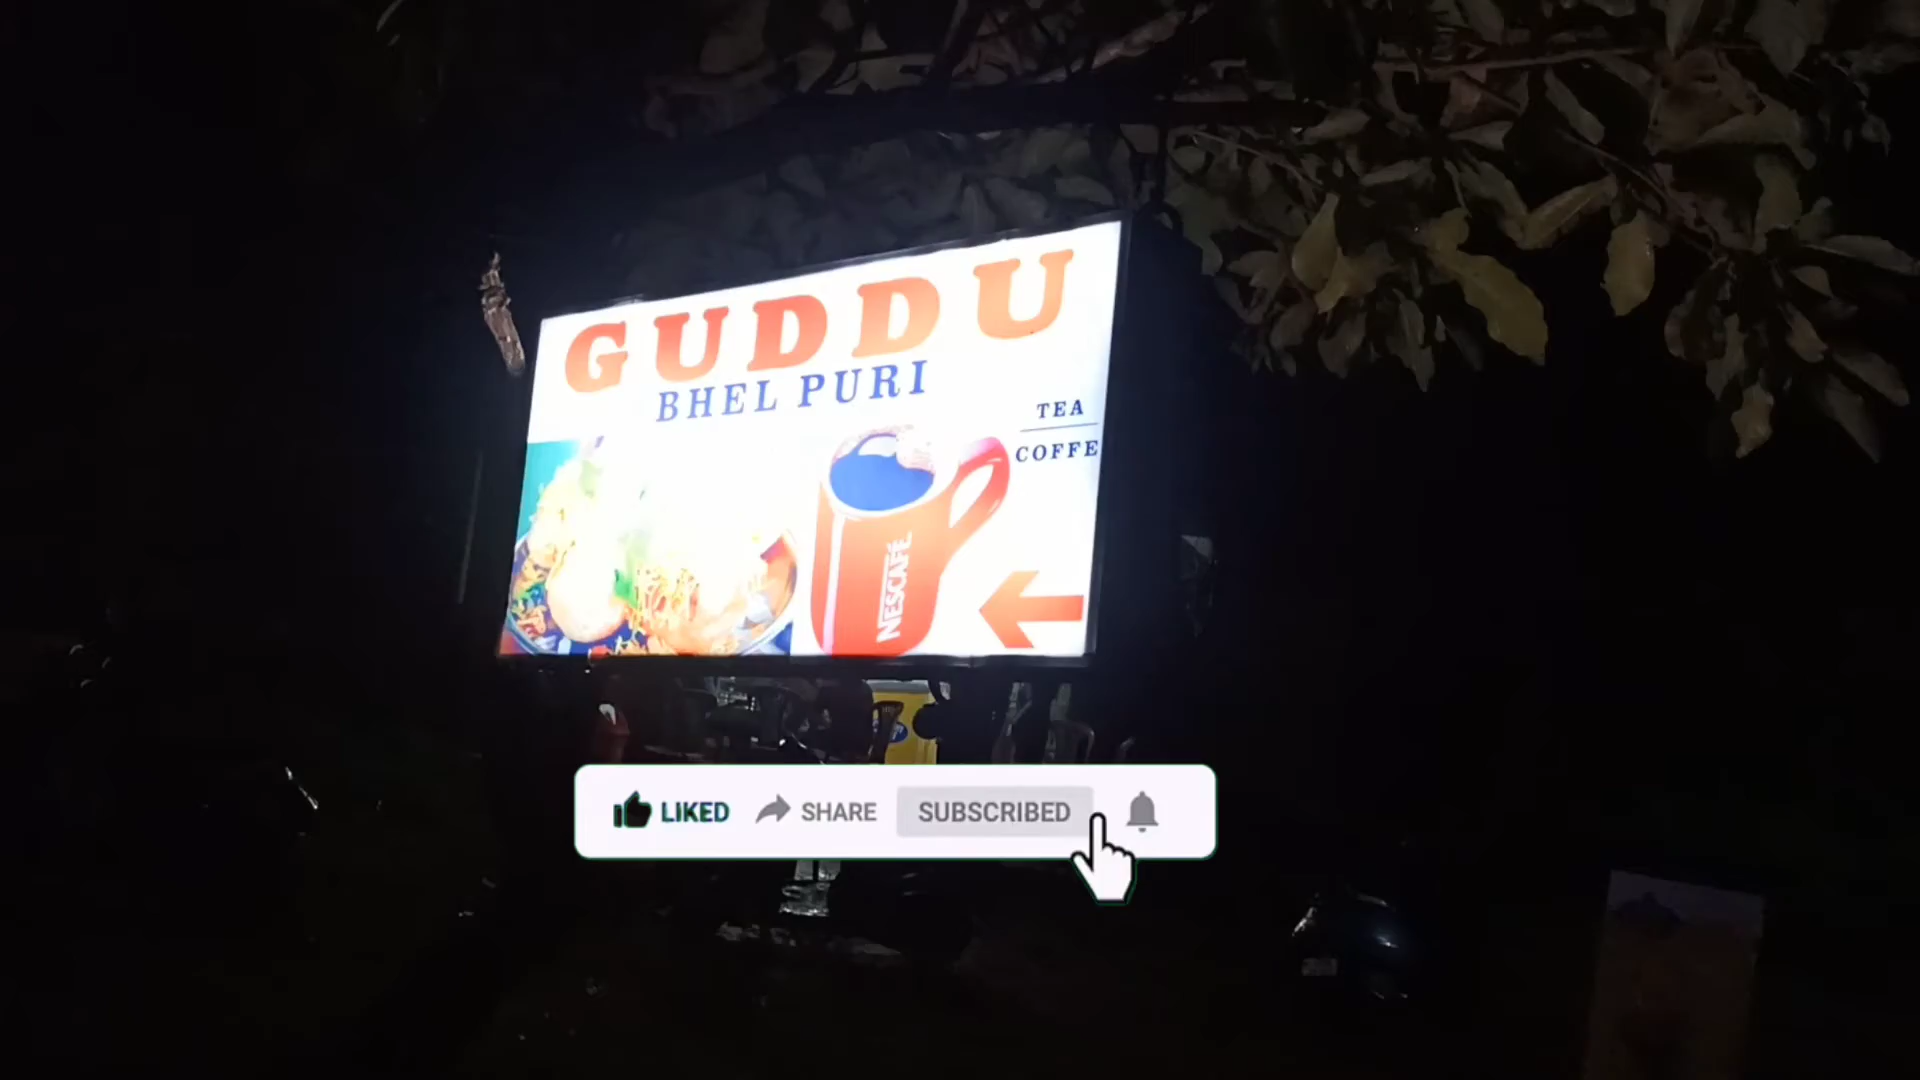 GUDDU
BHEL PURI
TEA
COFFE
NESCAFÉ
LIKED SHARE SUBSCRIBED